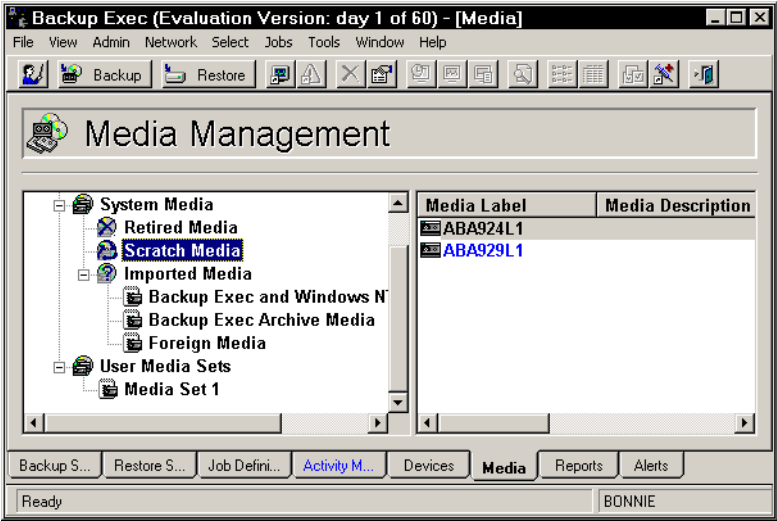 Backup Exec (Evaluation Version: day 1 of 60) - [Media]
File View Admin Network Select Jobs Tools Window Help
Backup Restore
Media Management
System Media
Retired Media
Scratch Media
Imported Media
Backup Exec and Windows N
Backup Exec Archive Media
Foreign Media
User Media Sets
Media Set 1
Media Label Media Description
ABA924L1
ABA929L1
Backup S... Restore S... Job Defini... Activity M... Devices Media Reports Alerts
Ready BONNIE